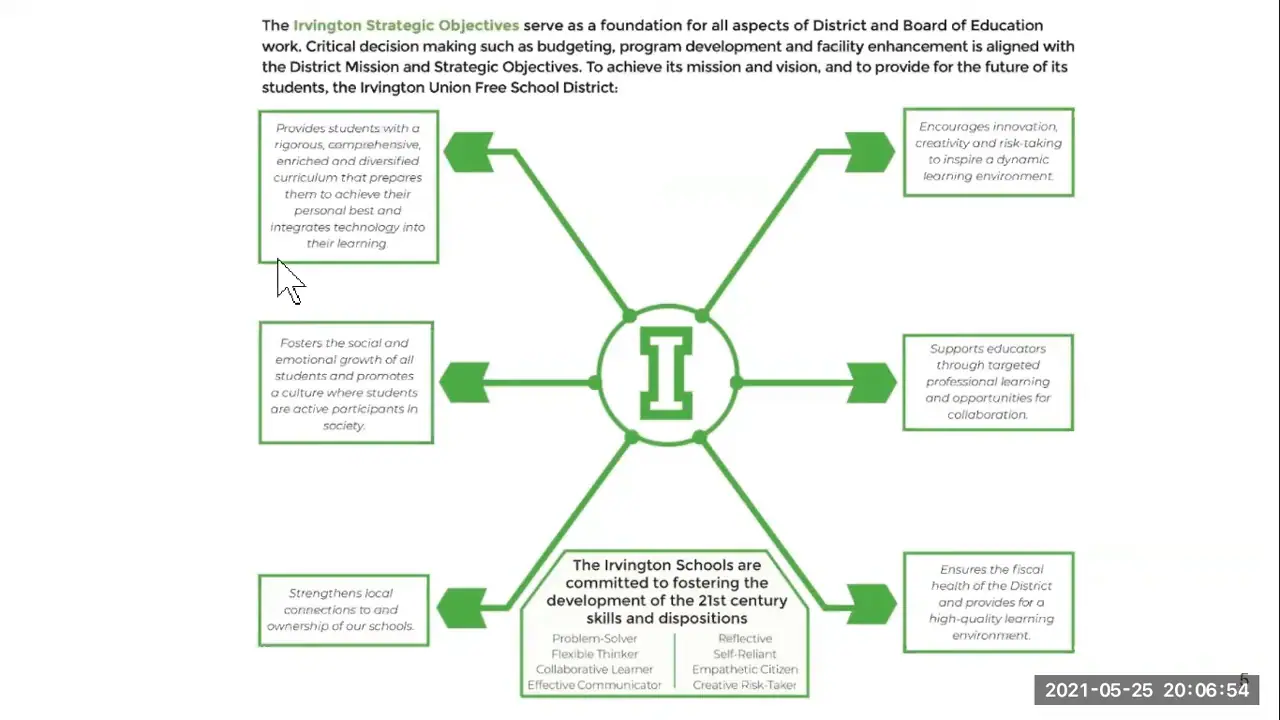 The Irvington Strategic Objectives serve as a foundation for all aspects of District and Board of Education
work. Critical decision making such as budgeting, program development and facility enhancement is aligned with
the District Mission and Strategic Objectives. To achieve its mission and vision, and to provide for the future of its
students, the Irvington Union Free School District:
Provides students with a
rigorous, comprehensive,
enriched and diversified
curriculum that prepares
them to achieve their
personal best and
integrates technology into
their learning.
Encourages innovation,
creativity and risk-taking
to inspire a dynamic
learning environment.
I
Fosters the social and
emotional growth of all
students and promotes
a culture where students
are active participants in
society.
Supports educators
through targeted
professional learning
and opportunities for
collaboration.
Strengthens local
connections to and
ownership of our schools.
The Irvington Schools are
committed to fostering the
development of the 21st century
skills and dispositions
Problem-Solver
Flexible Thinker
Collaborative Learner
Effective Communicator
Reflective
Self-Reliant
Empathetic Citizen
Creative Risk-Taker
Ensures the fiscal
health of the District
and provides for a
high-quality learning
environment.
5
2021-05-25 20:06:54